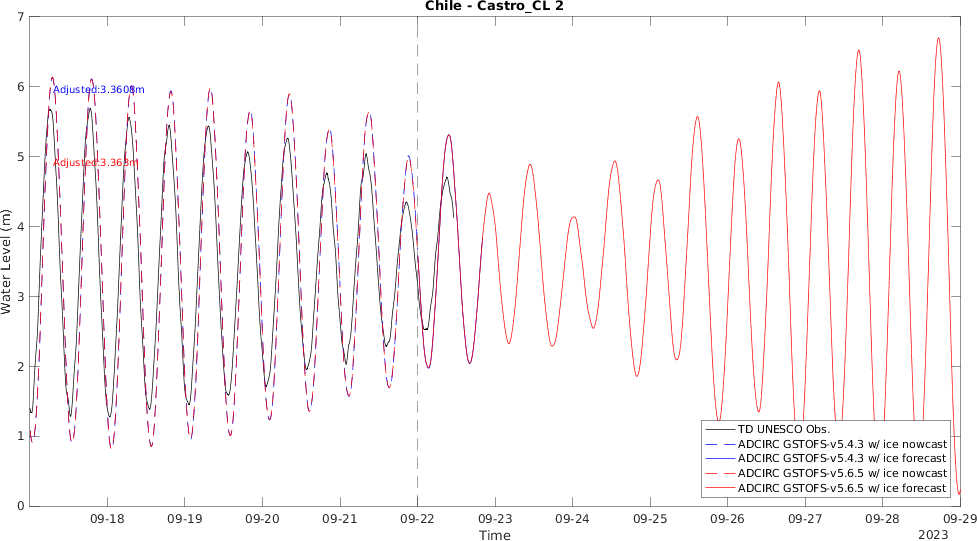 Chile - Castro_CL 2
7
6
5
4
3
2
1
0
Water Level (m)
Adjusted:3.3608m
Adjusted:3.363m
TD UNESCO Obs.
ADCIRC GSTOFS-v5.4.3 w/ ice nowcast
ADCIRC GSTOFS-v5.4.3 w/ ice forecast
ADCIRC GSTOFS-v5.6.5 w/ ice nowcast
ADCIRC GSTOFS-v5.6.5 w/ ice forecast
09-18 09-19 09-20 09-21 09-22 09-23 09-24 09-25 09-26 09-27 09-28 09-29
Time
2023